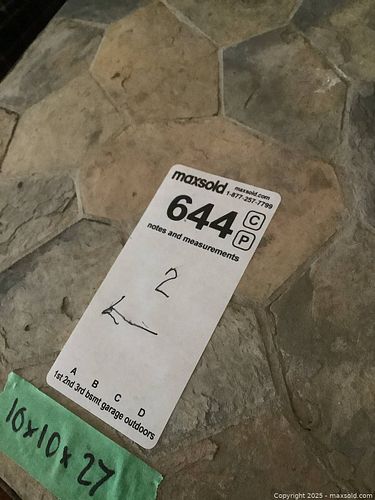 maxsold
maxsold.com
1-877-257-7799
644
C
P
notes and measurements
2
A B C D
1st 2nd 3rd bsmt garage outdoors
16x10x27
Copyright 2025 - maxsold.com